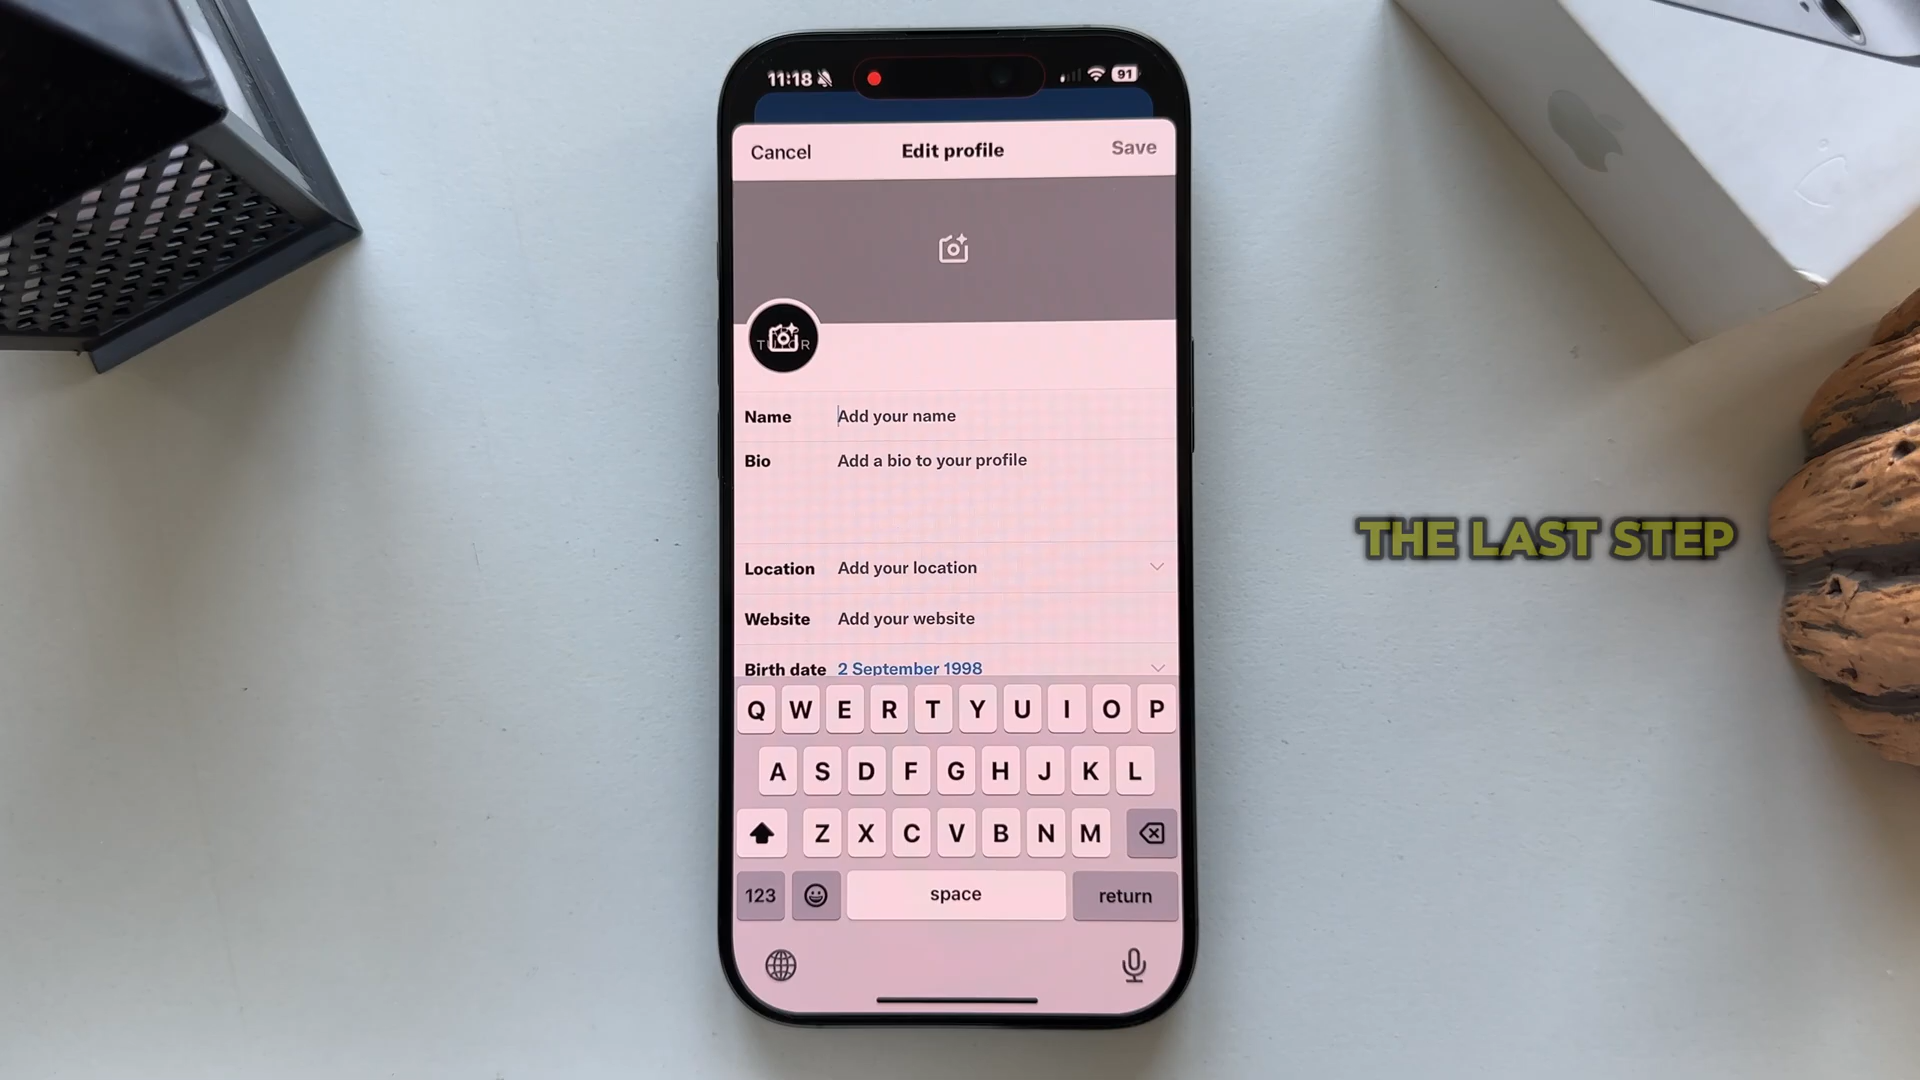 11:18
91
Cancel
Edit profile
Save
T R
Name
Add your name
Bio
Add a bio to your profile
Location
Add your location
Website
Add your website
Birth date
2 September 1998
Q W E R T Y U I O P
A S D F G H J K L
Z X C V B N M
123
space
return
THE LAST STEP